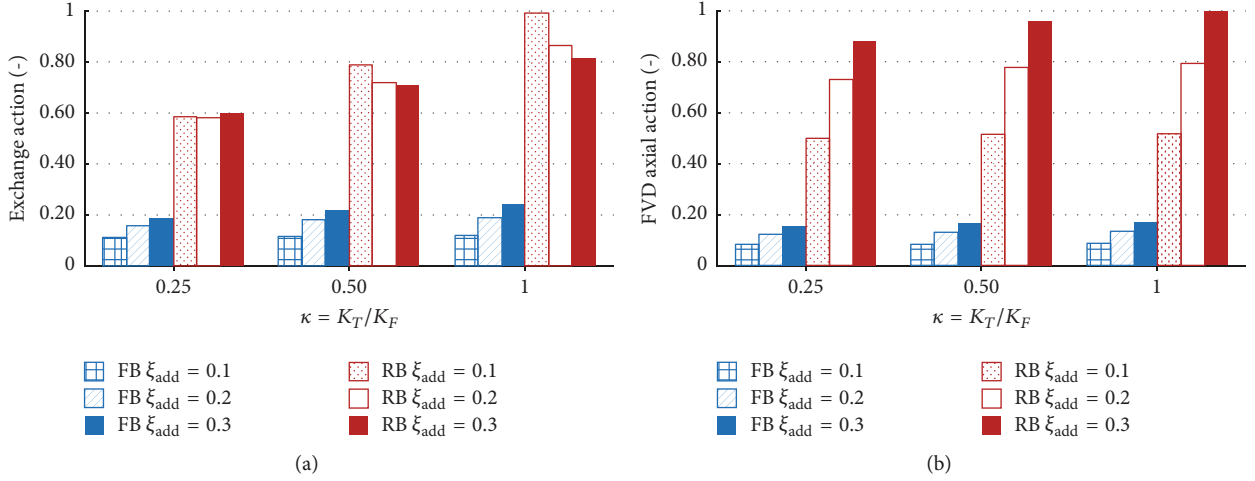 1
0.80
0.60
0.40
0.20
0
Exchange action (-)
0.25
0.50
1
κ = K_T/K_F
FB ξ_add = 0.1
FB ξ_add = 0.2
FB ξ_add = 0.3
RB ξ_add = 0.1
RB ξ_add = 0.2
RB ξ_add = 0.3
(a)
1
0.80
0.60
0.40
0.20
0
FVD axial action (-)
0.25
0.50
1
κ = K_T/K_F
FB ξ_add = 0.1
FB ξ_add = 0.2
FB ξ_add = 0.3
RB ξ_add = 0.1
RB ξ_add = 0.2
RB ξ_add = 0.3
(b)